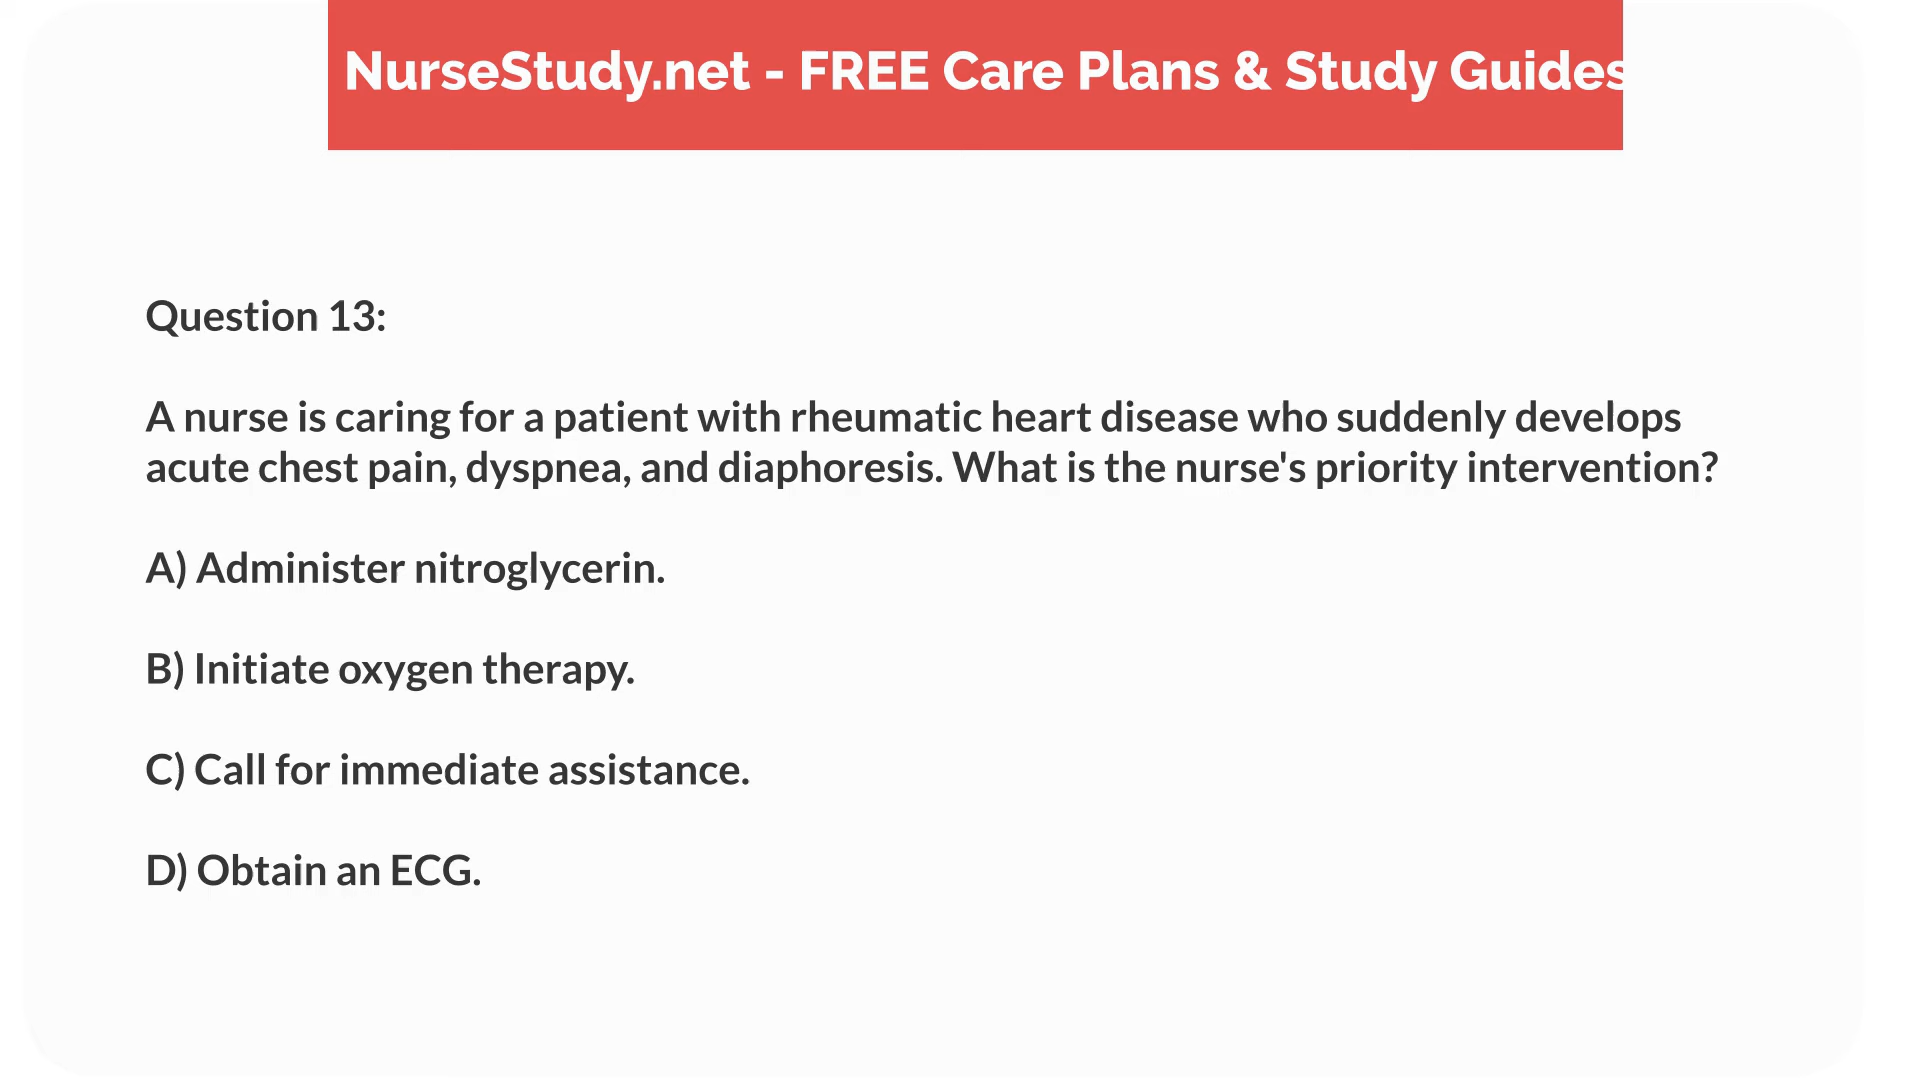 NurseStudy.net - FREE Care Plans & Study Guides
Question 13:
A nurse is caring for a patient with rheumatic heart disease who suddenly develops
acute chest pain, dyspnea, and diaphoresis. What is the nurse's priority intervention?
A) Administer nitroglycerin.
B) Initiate oxygen therapy.
C) Call for immediate assistance.
D) Obtain an ECG.